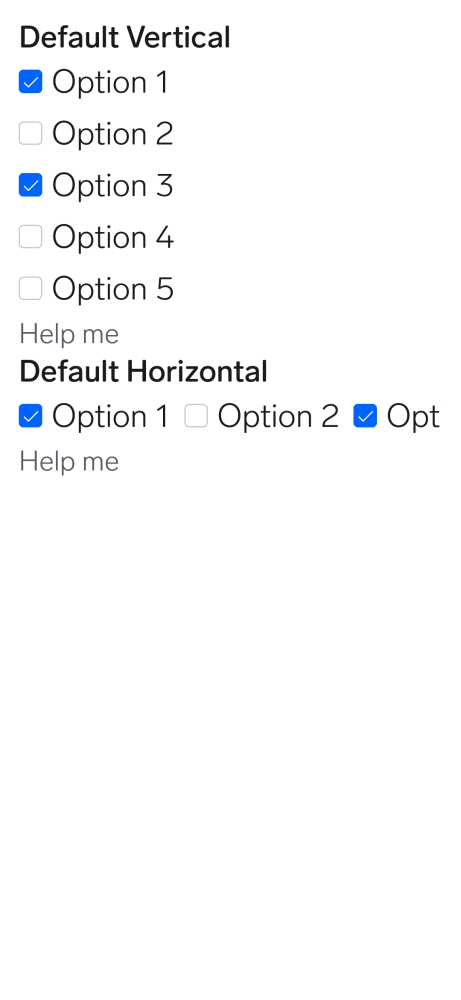 Default Vertical
Option 1
Option 2
Option 3
Option 4
Option 5
Help me
Default Horizontal
Option 1 Option 2 Opt
Help me